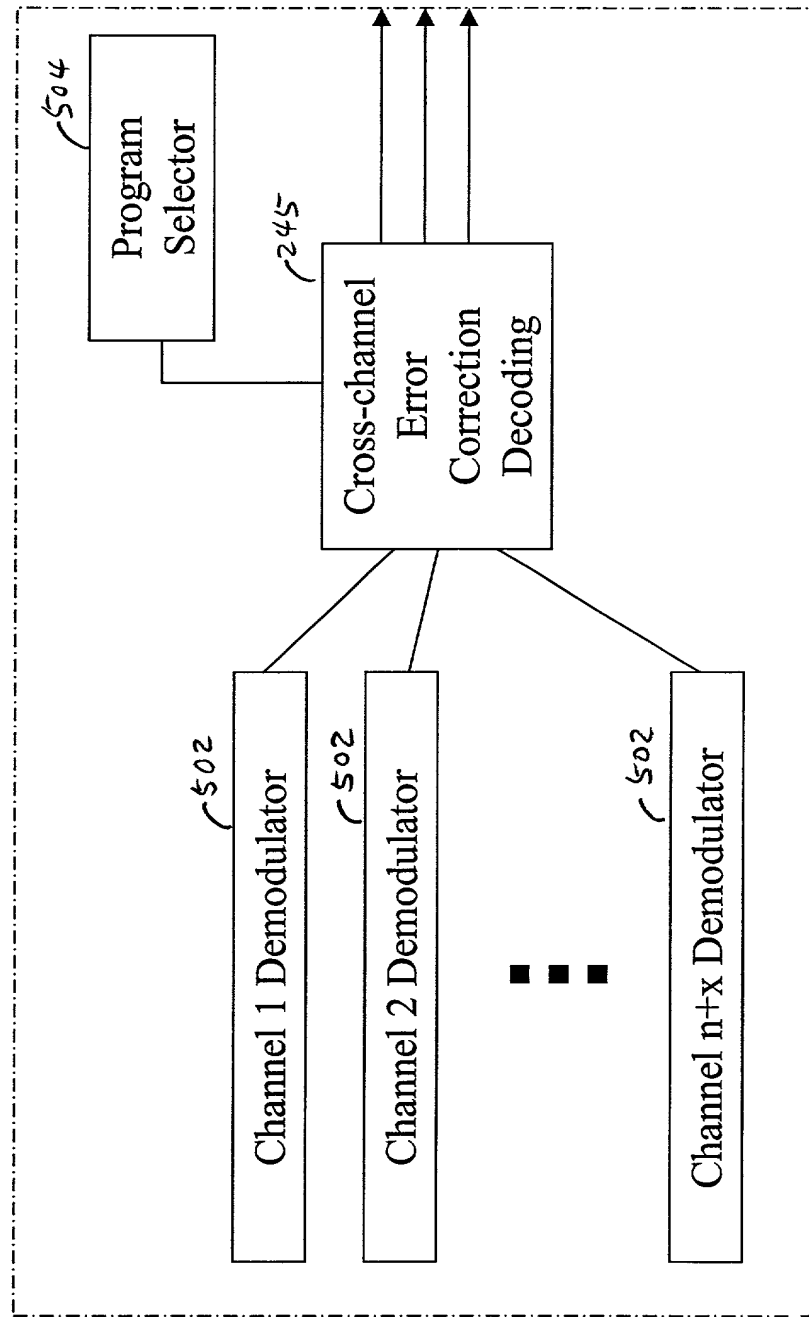 Channel 1 Demodulator
502
Channel 2 Demodulator
502
Channel n+x Demodulator
502
Cross-channel
Error
Correction
Decoding
245
Program
Selector
504